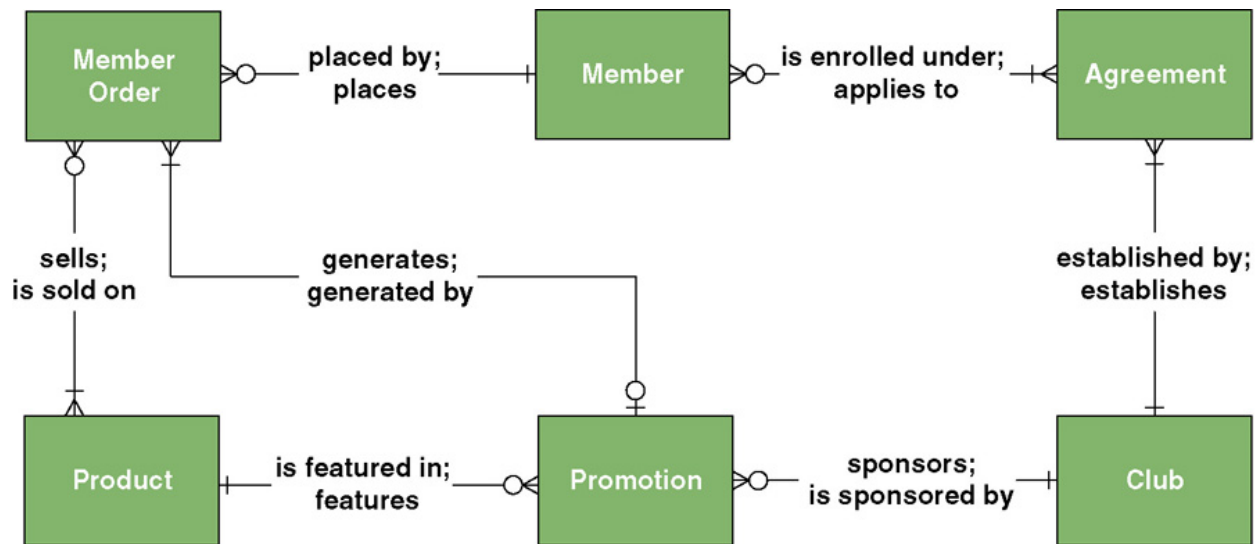 Member
Order
placed by;
places
Member
is enrolled under;
applies to
Agreement
sells;
is sold on
generates;
generated by
established by;
establishes
Product
is featured in;
features
Promotion
sponsors;
is sponsored by
Club